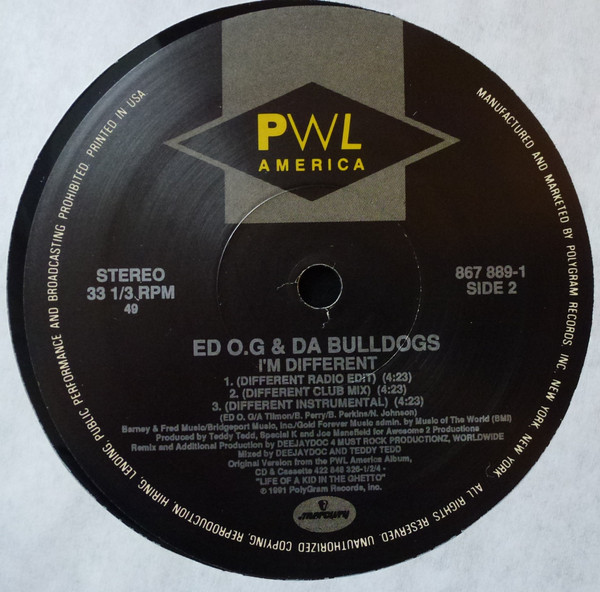 PWL
AMERICA
PRINTED IN USA
MANUFACTURED AND MARKETED BY POLYGRAM RECORDS, INC., NEW YORK, NEW YORK
ALL RIGHTS RESERVED. UNAUTHORIZED COPYING, REPRODUCTION, HIRING, LENDING, PUBLIC PERFORMANCE AND BROADCASTING PROHIBITED.
STEREO
33 1/3 RPM
49
867 889-1
SIDE 2
ED O.G & DA BULLDOGS
I'M DIFFERENT
1. (DIFFERENT RADIO EDIT) (4:23)
2. (DIFFERENT CLUB MIX) (4:23)
3. (DIFFERENT INSTRUMENTAL) (4:23)
(ED O. G/A Tilmon/B. Perry/B. Perkins/N. Johnson)
Barney & Fred Music/Bridgeport Music, Inc./Gold Forever Music admin. by Music of The World (BMI)
Produced by Teddy Tedd, Special K and Joe Mansfield for Awesome 2 Productions
Remix and Additional Production by DEEJAYDOC 4 MUST ROCK PRODUCTIONZ, WORLDWIDE
Mixed by DEEJAYDOC AND TEDDY TEDD
Original Version from the PWL America Album,
CD & Cassette 422 848 326-1/2/4 -
"LIFE OF A KID IN THE GHETTO"
℗ 1991 PolyGram Records, Inc.
mercury